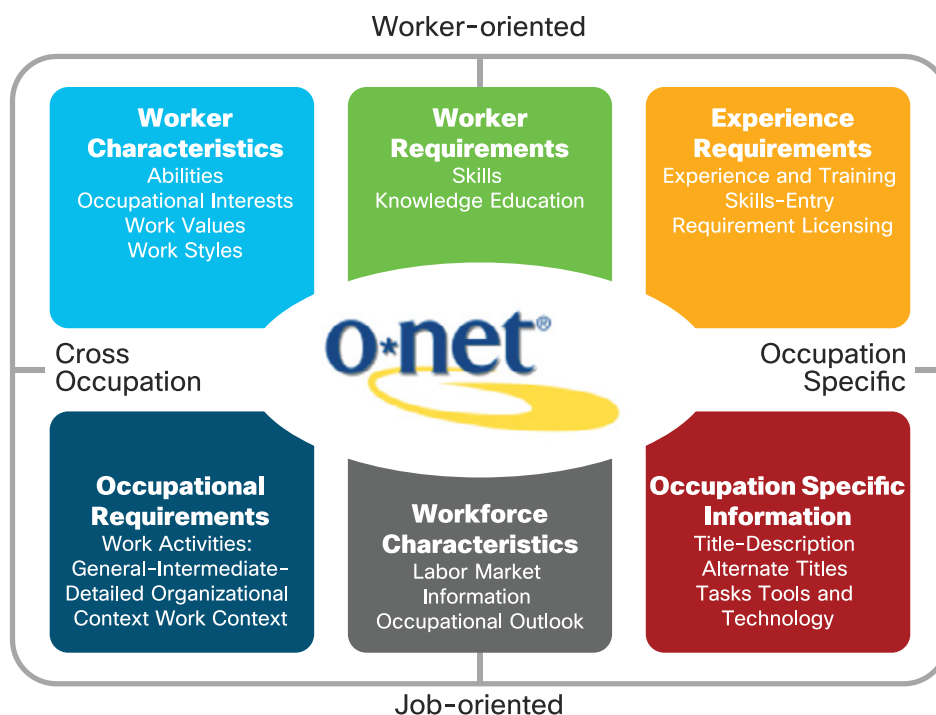 Worker-oriented
Worker
Characteristics
Abilities
Occupational Interests
Work Values
Work Styles
Worker
Requirements
Skills
Knowledge Education
Experience
Requirements
Experience and Training
Skills-Entry
Requirement Licensing
o*net®
Cross
Occupation
Occupation
Specific
Occupational
Requirements
Work Activities:
General-Intermediate-
Detailed Organizational
Context Work Context
Workforce
Characteristics
Labor Market
Information
Occupational Outlook
Occupation Specific
Information
Title-Description
Alternate Titles
Tasks Tools and
Technology
Job-oriented